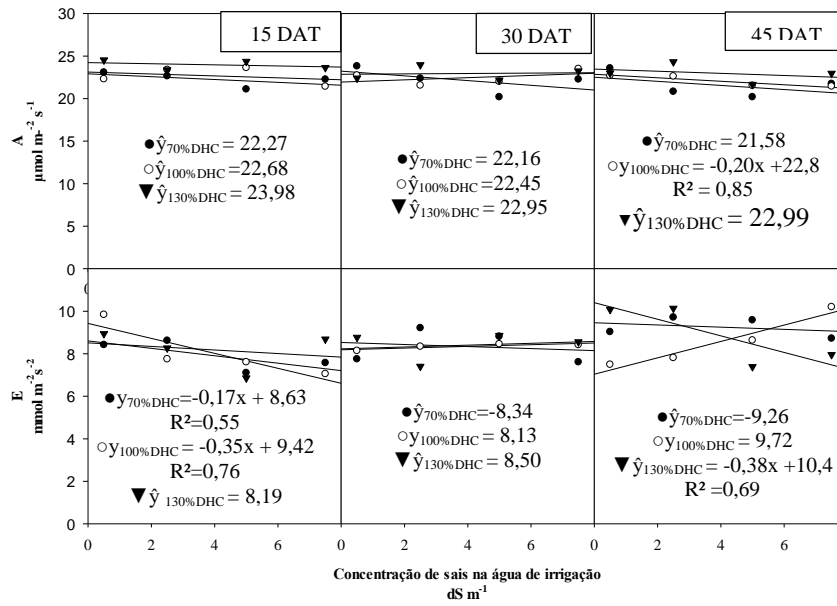 15 DAT
30 DAT
45 DAT
30
25
20
15
10
5
0
A
µmol m-² s-1
ŷ70%DHC = 22,27
ŷ100%DHC = 22,68
ŷ130%DHC = 23,98
ŷ70%DHC = 22,16
ŷ100%DHC = 22,45
ŷ130%DHC = 22,95
ŷ70%DHC = 21,58
y100%DHC= -0,20x +22,8
R² = 0,85
ŷ130%DHC = 22,99
10
8
6
4
2
0
E
mmol m-2s-2
y70%DHC=-0,17x + 8,63
R²=0,55
y100%DHC = -0,35x + 9,42
R²=0,76
ŷ 130%DHC = 8,19
ŷ70%DHC=-8,34
y100%DHC = 8,13
ŷ130%DHC = 8,50
ŷ70%DHC=-9,26
y100%DHC = 9,72
ŷ130%DHC = -0,38x+10,4
R² =0,69
0 2 4 6 0 2 4 6 0 2 4 6
Concentração de sais na água de irrigação
dS m-1